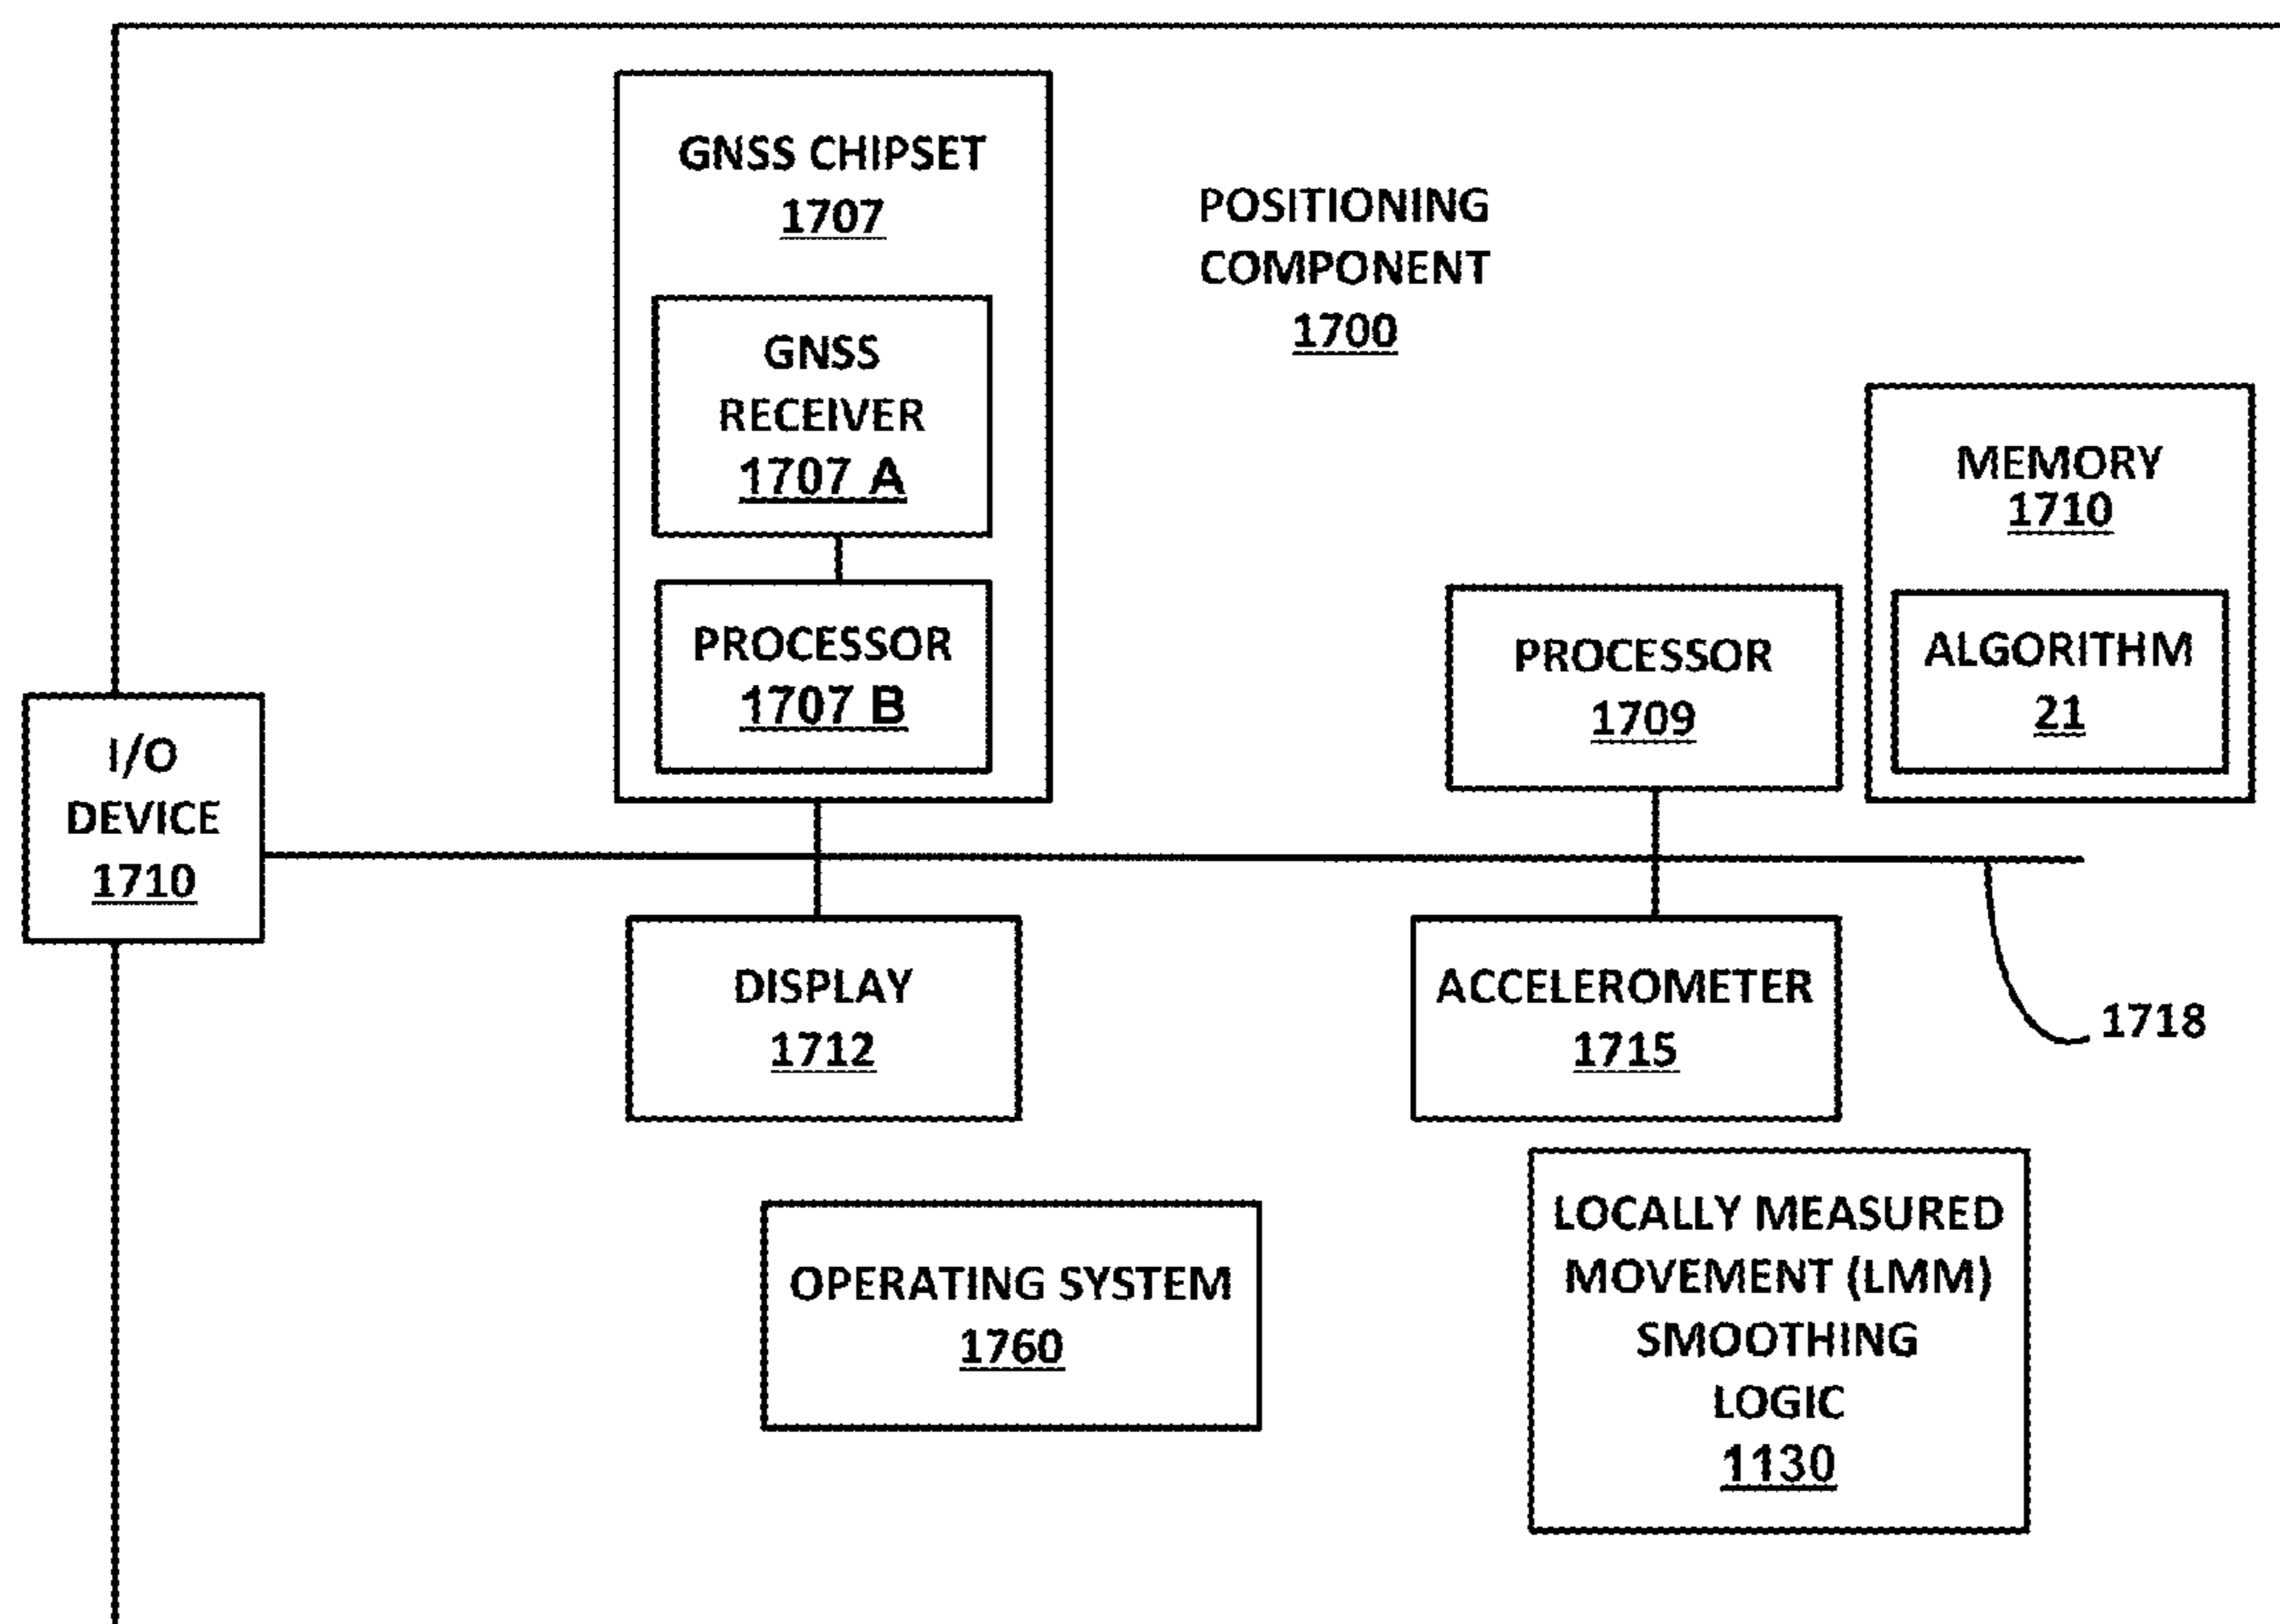 GNSS CHIPSET
1707
GNSS
RECEIVER
1707 A
PROCESSOR
1707 B
POSITIONING
COMPONENT
1700
MEMORY
1710
ALGORITHM
21
PROCESSOR
1709
I/O
DEVICE
1710
DISPLAY
1712
ACCELEROMETER
1715
1718
OPERATING SYSTEM
1760
LOCALLY MEASURED
MOVEMENT (LMM)
SMOOTHING
LOGIC
1130